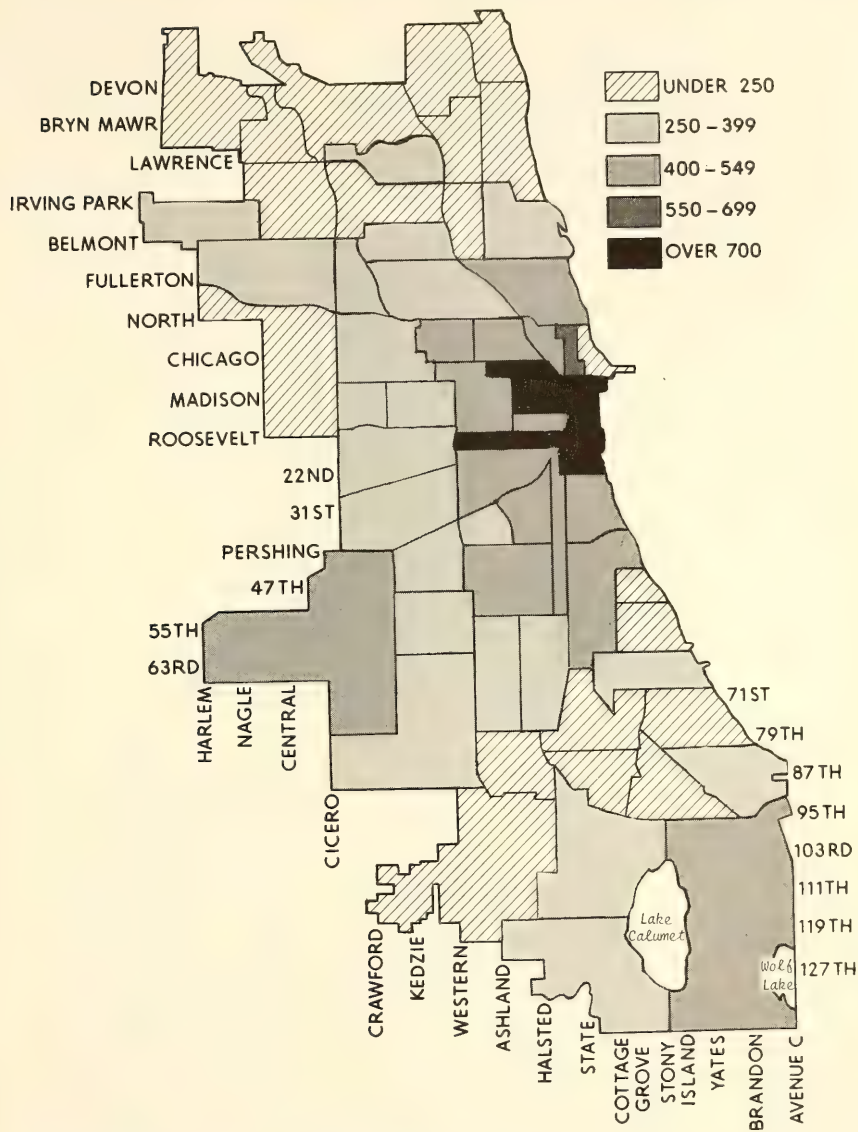 DEVON
BRYN MAWR
LAWRENCE
IRVING PARK
BELMONT
FULLERTON
NORTH
CHICAGO
MADISON
ROOSEVELT
22ND
31ST
PERSHING
47TH
55TH
63RD
HARLEM
NAGLE
CENTRAL
CICERO
CRAWFORD
KEDZIE
WESTERN
ASHLAND
HALSTED
STATE
COTTAGE
GROVE
STONY
ISLAND
YATES
BRANDON
AVENUE C
UNDER 250
250 - 399
400 - 549
550 - 699
OVER 700
71ST
79TH
87TH
95TH
103RD
111TH
119TH
127TH
Lake
Calumet
Wolf
Lake